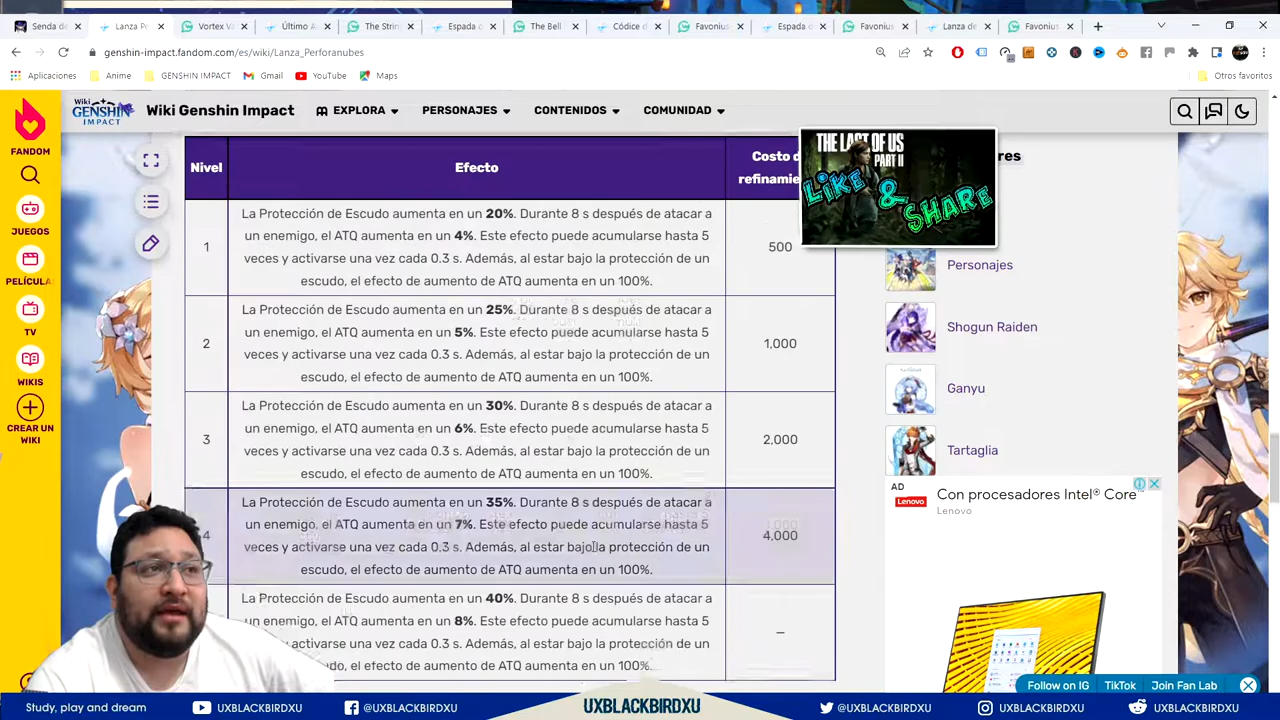 Senda de
Lanza Pe
Vortex Va
Último A
The String
Espada c
The Bell
Códice d
Favonius
Espada c
Favonius
Lanza de
Favonius
genshin-impact.fandom.com/es/wiki/Lanza_Perforanubes
Aplicaciones Anime GENSHIN IMPACT Gmail YouTube Maps Otros favoritos
Wiki GENSHIN IMPACT Wiki Genshin Impact EXPLORA PERSONAJES CONTENIDOS COMUNIDAD
FANDOM
JUEGOS
PELÍCULA
TV
WIKIS
CREAR UN
WIKI
Nivel Efecto Costo d
refinamie
1
La Protección de Escudo aumenta en un 20%. Durante 8 s después de atacar a
un enemigo, el ATQ aumenta en un 4%. Este efecto puede acumularse hasta 5
veces y activarse una vez cada 0.3 s. Además, al estar bajo la protección de un
escudo, el efecto de aumento de ATQ aumenta en un 100%.
500
2
La Protección de Escudo aumenta en un 25%. Durante 8 s después de atacar a
un enemigo, el ATQ aumenta en un 5%. Este efecto puede acumularse hasta 5
veces y activarse una vez cada 0.3 s. Además, al estar bajo la protección de un
escudo, el efecto de aumento de ATQ aumenta en un 100%.
1,000
3
La Protección de Escudo aumenta en un 30%. Durante 8 s después de atacar a
un enemigo, el ATQ aumenta en un 6%. Este efecto puede acumularse hasta 5
veces y activarse una vez cada 0.3 s. Además, al estar bajo la protección de un
escudo, el efecto de aumento de ATQ aumenta en un 100%.
2,000
4
La Protección de Escudo aumenta en un 35%. Durante 8 s después de atacar a
un enemigo, el ATQ aumenta en un 7%. Este efecto puede acumularse hasta 5
veces y activarse una vez cada 0.3 s. Además, al estar bajo la protección de un
escudo, el efecto de aumento de ATQ aumenta en un 100%.
4,000
La Protección de Escudo aumenta en un 40%. Durante 8 s después de atacar a
un enemigo, el ATQ aumenta en un 8%. Este efecto puede acumularse hasta 5
veces y activarse una vez cada 0.3 s. Además, al estar bajo la protección de un
do, el efecto de aumento de ATQ aumenta en un 100%.
–
THE LAST OF US
PART II
LIKE
&
SHARE
res
Personajes
Shogun Raiden
Ganyu
Tartaglia
AD
Lenovo
Con procesadores Intel® Core™
Lenovo
Follow on IG TikTok Join Fan Lab
Study, play and dream UXBLACKBIRDXU @UXBLACKBIRDXU UXBLACKBIRDXU @UXBLACKBIRDXU @UXBLACKBIRDXU @UXBLACKBIRDXU